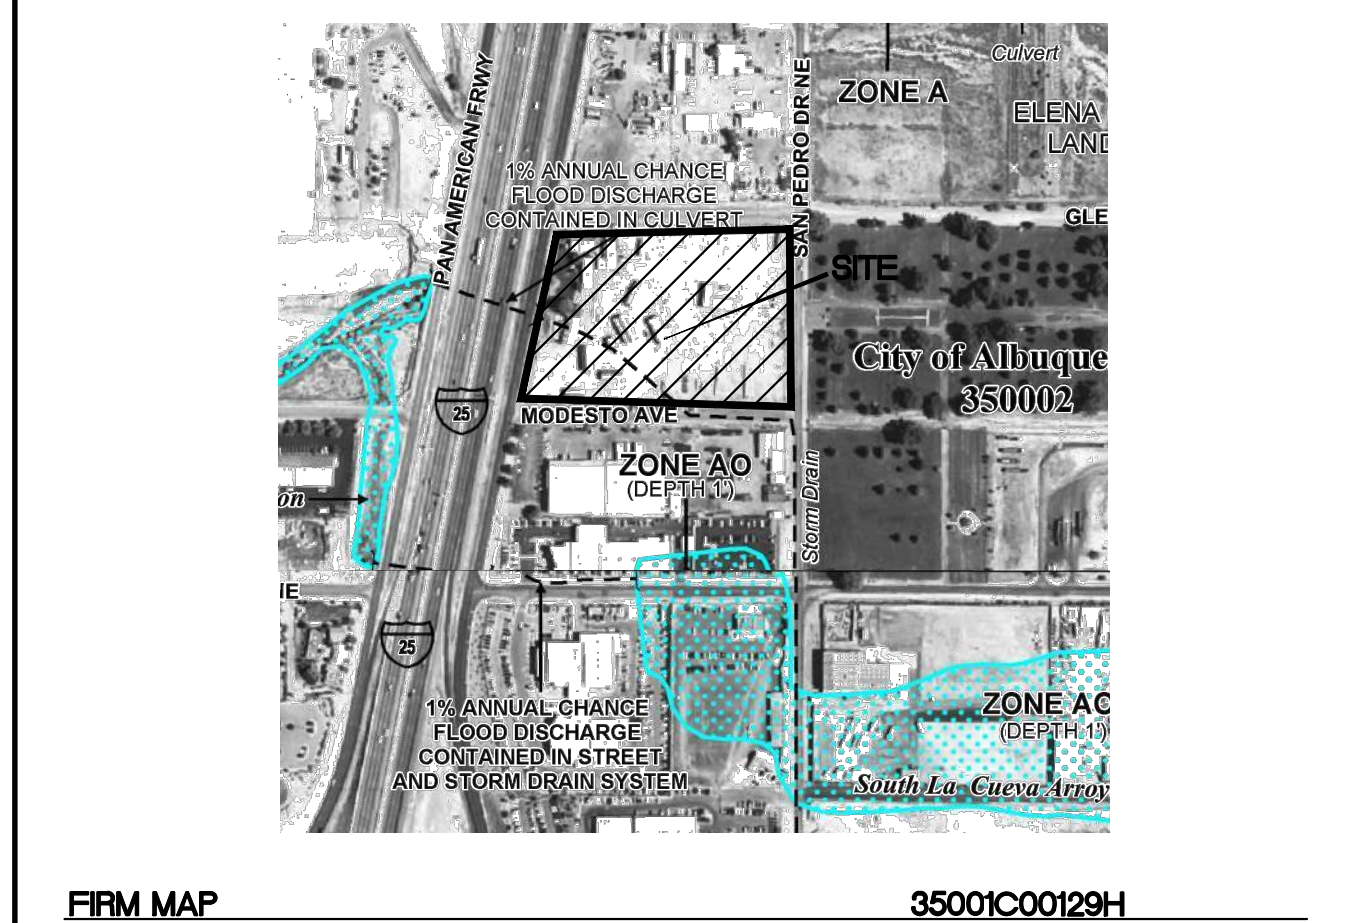 Culvert
ZONE A
ELENA
LAND
PAN AMERICAN FRWY
SAN PEDRO DR NE
1% ANNUAL CHANCE
FLOOD DISCHARGE
CONTAINED IN CULVERT
GLE
SITE
City of Albuque
350002
25
MODESTO AVE
ZONE AO
(DEPTH 1')
Storm Drain
on
NE
25
1% ANNUAL CHANCE
FLOOD DISCHARGE
CONTAINED IN STREET
AND STORM DRAIN SYSTEM
ZONE AO
(DEPTH 1')
South La Cueva Arroy
FIRM MAP
35001C00129H